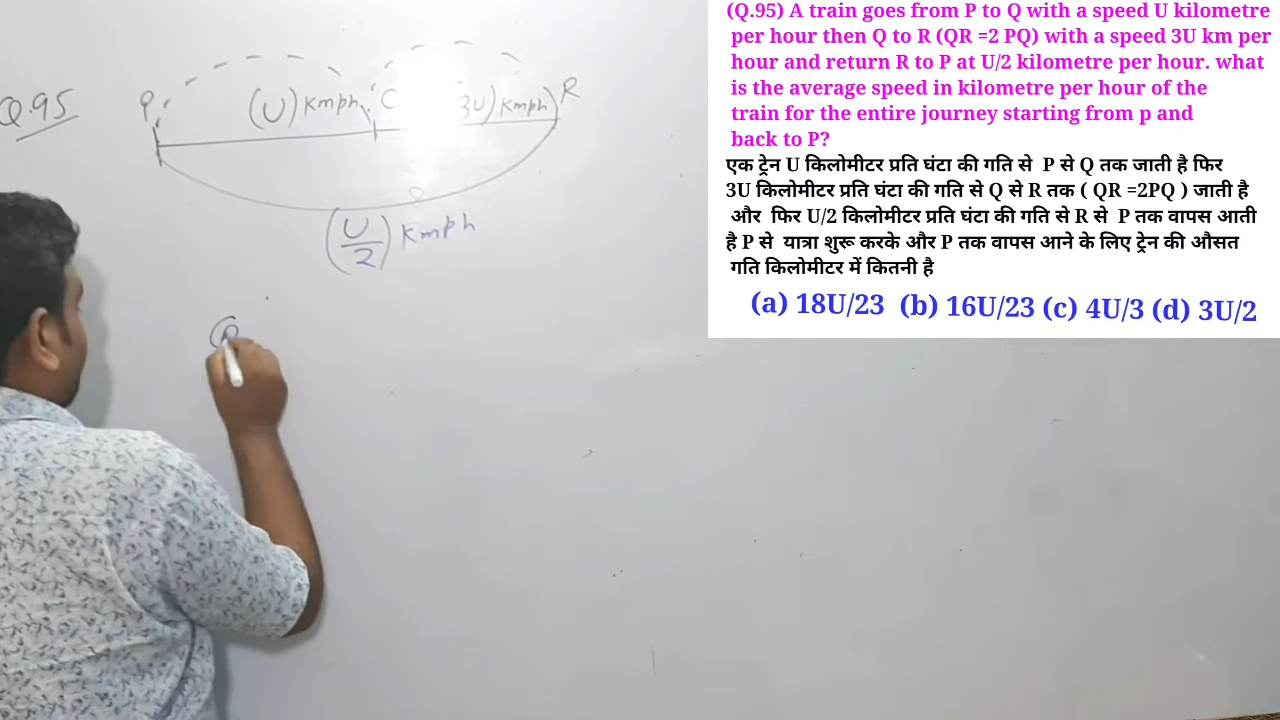 (Q.95) A train goes from P to Q with a speed U kilometre
per hour then Q to R (QR =2 PQ) with a speed 3U km per
hour and return R to P at U/2 kilometre per hour. what
is the average speed in kilometre per hour of the
train for the entire journey starting from p and
back to P?
एक ट्रेन U किलोमीटर प्रति घंटा की गति से P से Q तक जाती है फिर
3U किलोमीटर प्रति घंटा की गति से Q से R तक ( QR =2PQ ) जाती है
और फिर U/2 किलोमीटर प्रति घंटा की गति से R से P तक वापस आती
है P से यात्रा शुरू करके और P तक वापस आने के लिए ट्रेन की औसत
गति किलोमीटर में कितनी है
(a) 18U/23 (b) 16U/23 (c) 4U/3 (d) 3U/2
Q.95
P (U) Kmph 3U) Kmph R
(U/2) Kmph